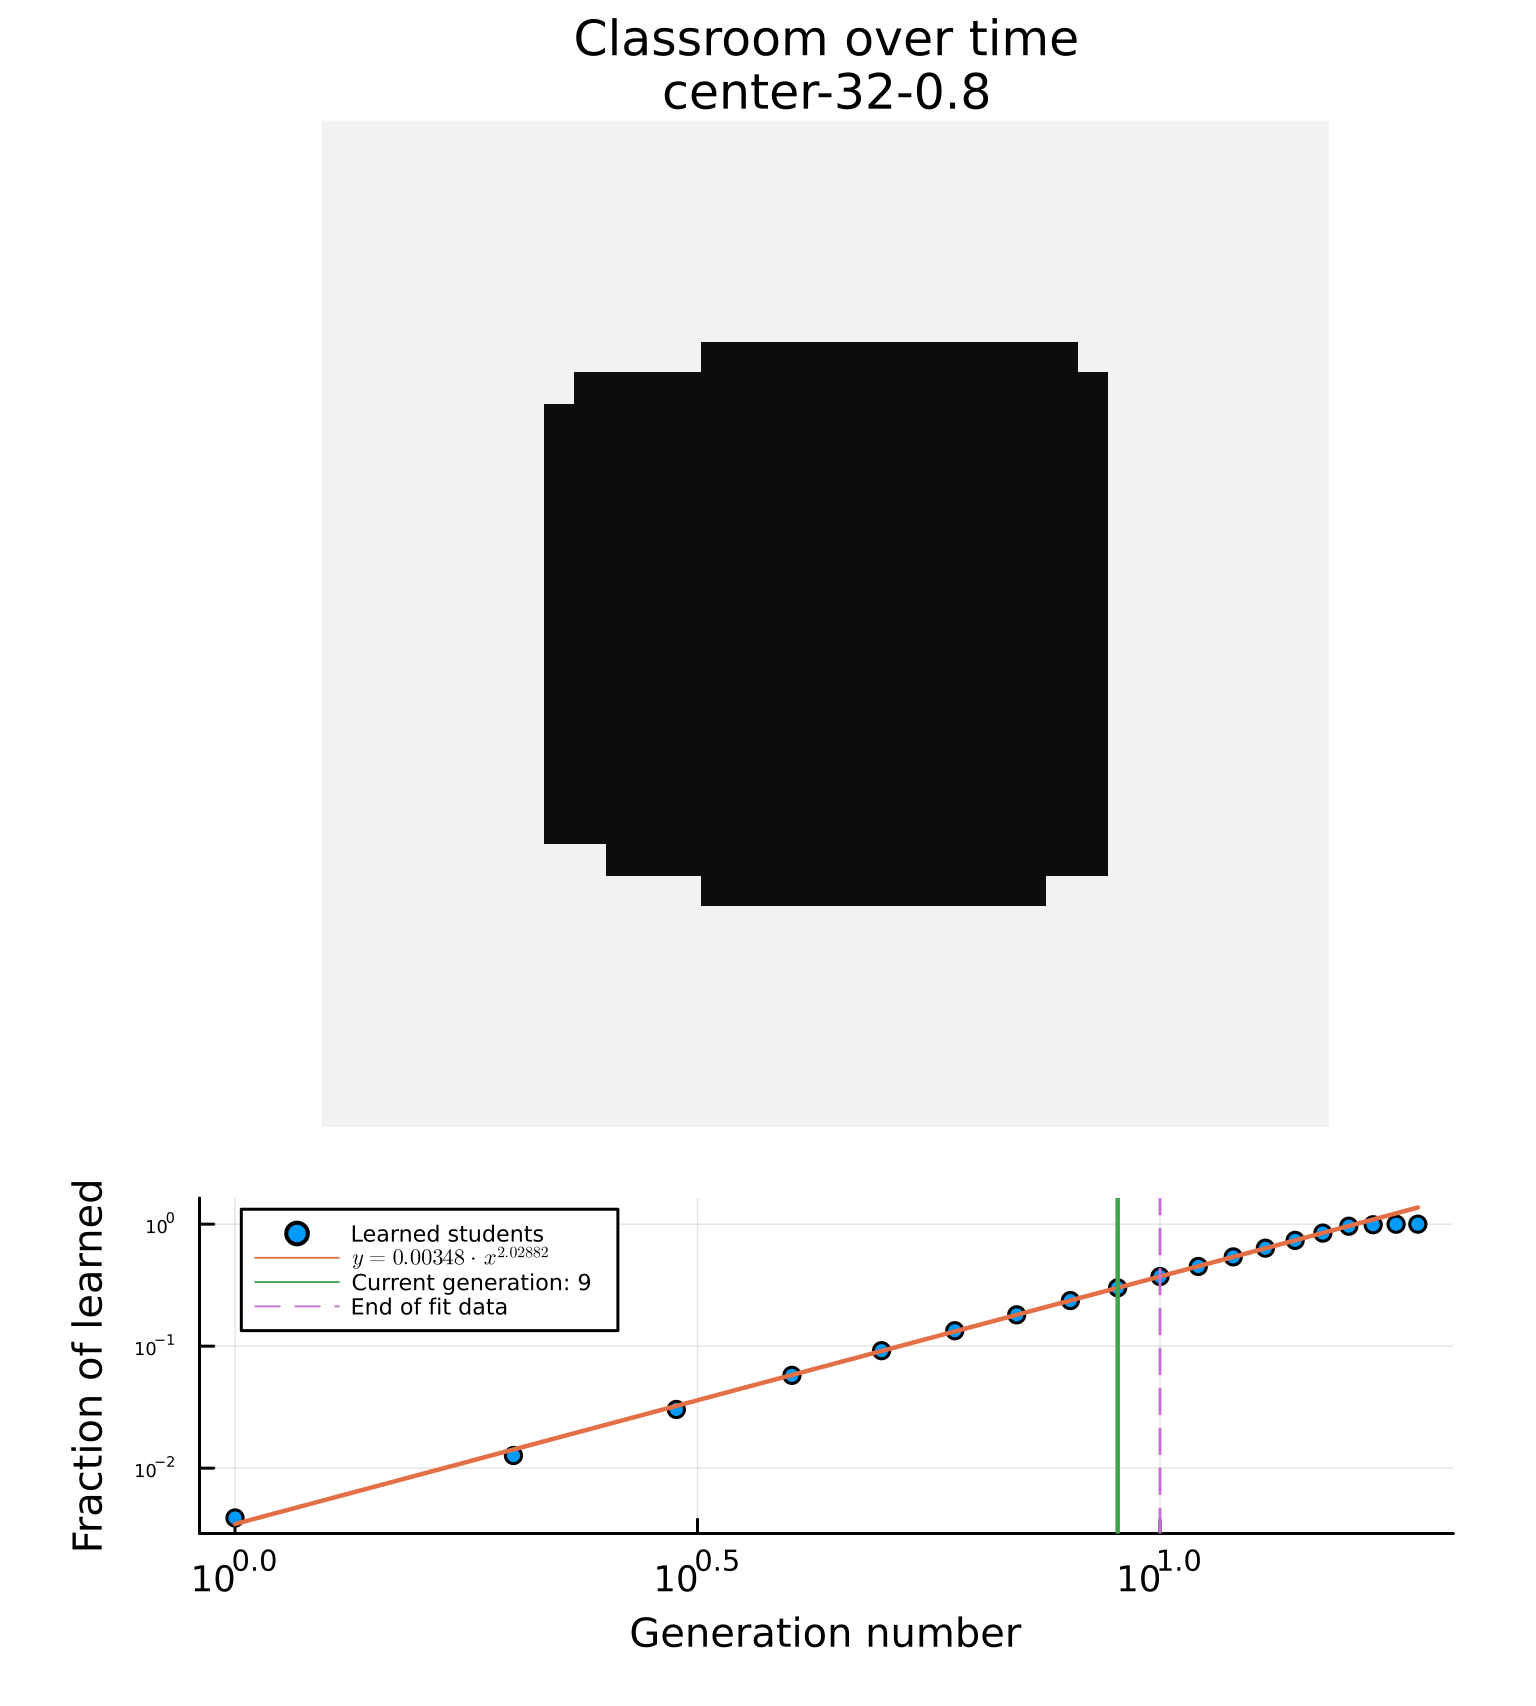 Classroom over time
center-32-0.8
Fraction of learned
10⁰
10⁻¹
10⁻²
Learned students
y = 0.00348 · x^2.02882
Current generation: 9
End of fit data
10^0.0 10^0.5 10^1.0
Generation number